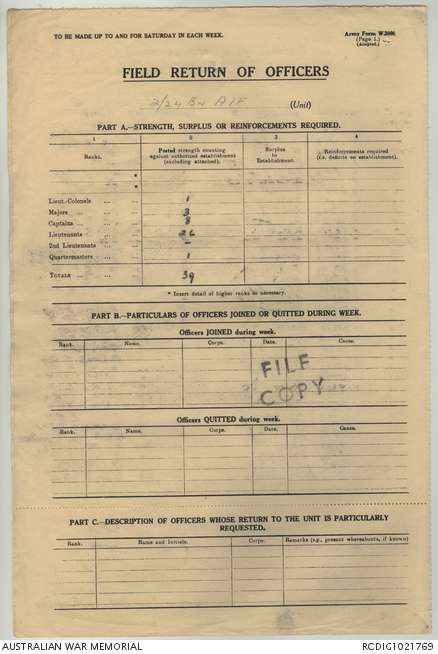 TO BE MADE UP TO AND FOR SATURDAY IN EACH WEEK.
Army Form W.3008
(Page 1.)
(Adapted.)
FIELD RETURN OF OFFICERS
2/24 Bn AIF (Unit)
PART A.—STRENGTH, SURPLUS OR REINFORCEMENTS REQUIRED.
1 2 3 4
Ranks. Posted strength counting against authorized establishment (excluding attached). Surplus to Establishment. Reinforcements required (i.e. deficits on establishment).
*
*
Lieut.-Colonels ... 1
Majors ... ... 3
Captains ... ... 8
Lieutenants ... 26
2nd Lieutenants ... —
Quartermasters ... 1
TOTALS ... ... 39
* Insert detail of higher ranks as necessary.
PART B.—PARTICULARS OF OFFICERS JOINED OR QUITTED DURING WEEK.
Officers JOINED during week.
Rank. Name. Corps. Date. Cause.
FILE
COPY
Officers QUITTED during week.
Rank. Name. Corps. Date. Cause.
PART C.—DESCRIPTION OF OFFICERS WHOSE RETURN TO THE UNIT IS PARTICULARLY
REQUESTED.
Rank. Name and Initials. Corps. Remarks (e.g., present whereabouts, if known)
AUSTRALIAN WAR MEMORIAL
RCDIG1021769